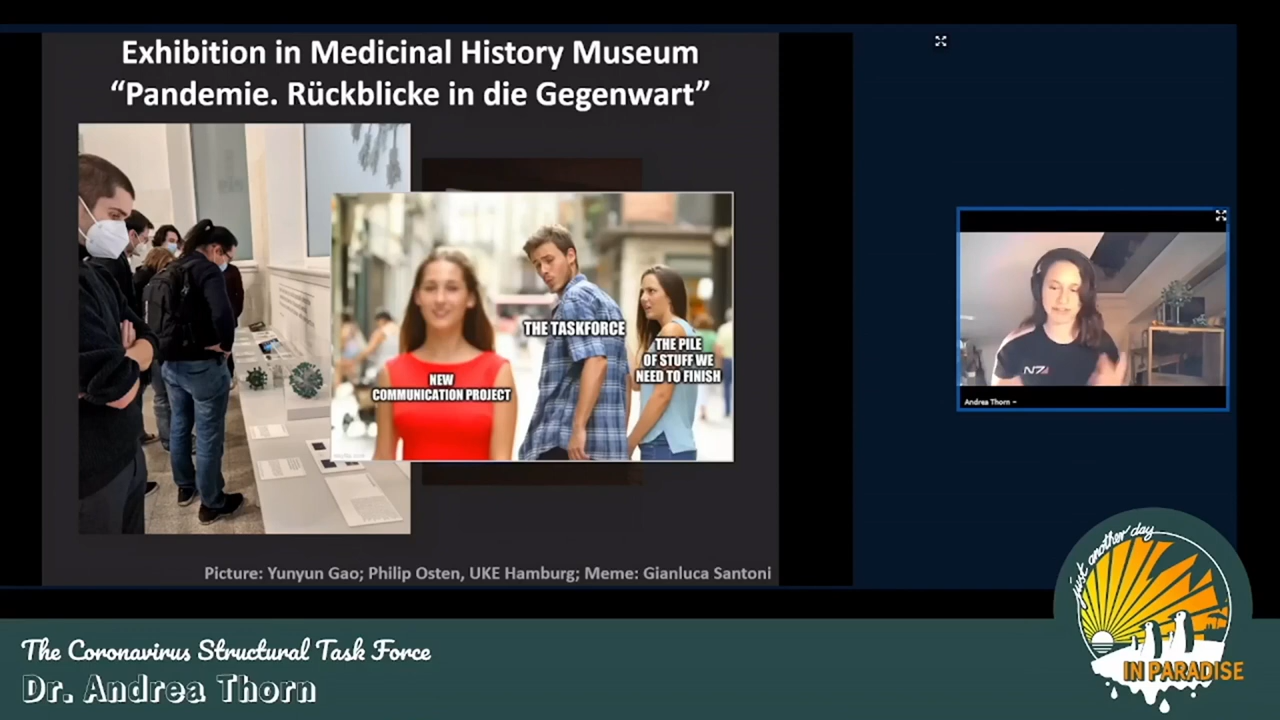 Exhibition in Medicinal History Museum
“Pandemie. Rückblicke in die Gegenwart”
THE TASKFORCE
THE PILE
OF STUFF WE
NEED TO FINISH
NEW
COMMUNICATION PROJECT
Picture: Yunyun Gao; Philip Osten, UKE Hamburg; Meme: Gianluca Santoni
N7
Andrea Thorn
just another day
IN PARADISE
The Coronavirus Structural Task Force
Dr. Andrea Thorn